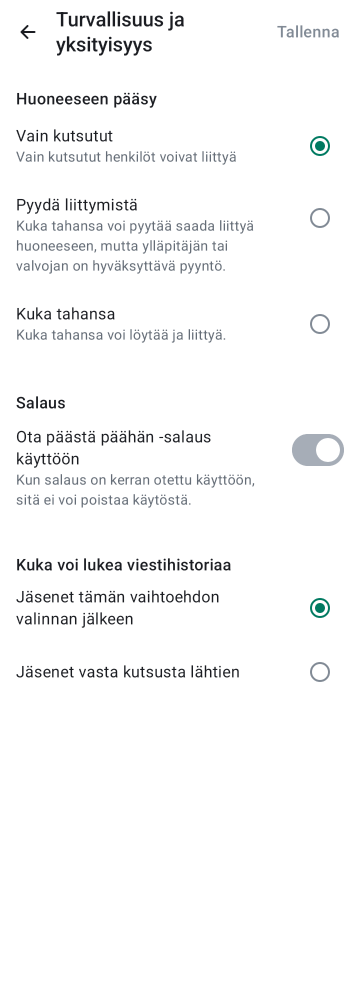 Turvallisuus ja
yksityisyys
Tallenna
Huoneeseen pääsy
Vain kutsutut
Vain kutsutut henkilöt voivat liittyä
Pyydä liittymistä
Kuka tahansa voi pyytää saada liittyä
huoneeseen, mutta ylläpitäjän tai
valvojan on hyväksyttävä pyyntö.
Kuka tahansa
Kuka tahansa voi löytää ja liittyä.
Salaus
Ota päästä päähän -salaus
käyttöön
Kun salaus on kerran otettu käyttöön,
sitä ei voi poistaa käytöstä.
Kuka voi lukea viestihistoriaa
Jäsenet tämän vaihtoehdon
valinnan jälkeen
Jäsenet vasta kutsusta lähtien